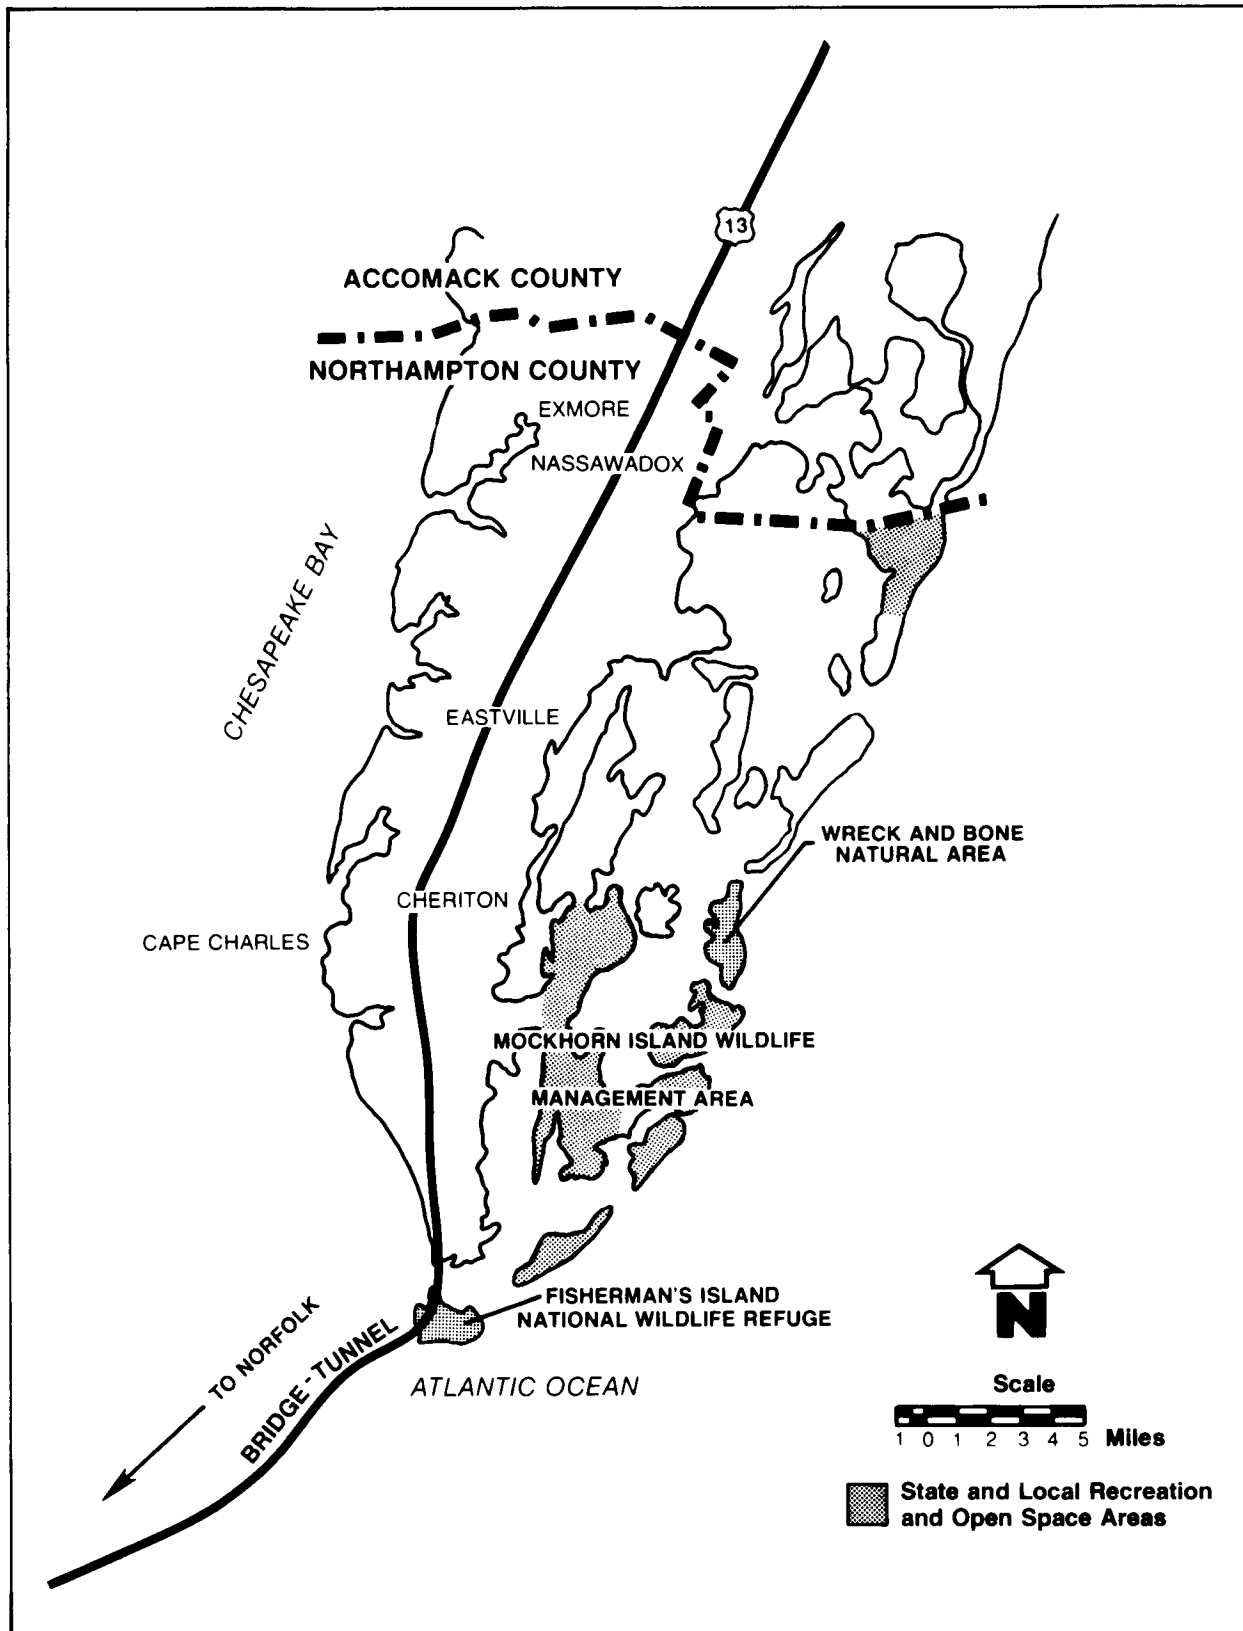 13
ACCOMACK COUNTY
NORTHAMPTON COUNTY
EXMORE
NASSAWADOX
CHESAPEAKE BAY
EASTVILLE
WRECK AND BONE
NATURAL AREA
CHERITON
CAPE CHARLES
MOCKHORN ISLAND WILDLIFE
MANAGEMENT AREA
FISHERMAN'S ISLAND
NATIONAL WILDLIFE REFUGE
TO NORFOLK
BRIDGE-TUNNEL
ATLANTIC OCEAN
N
Scale
1 0 1 2 3 4 5 Miles
State and Local Recreation
and Open Space Areas